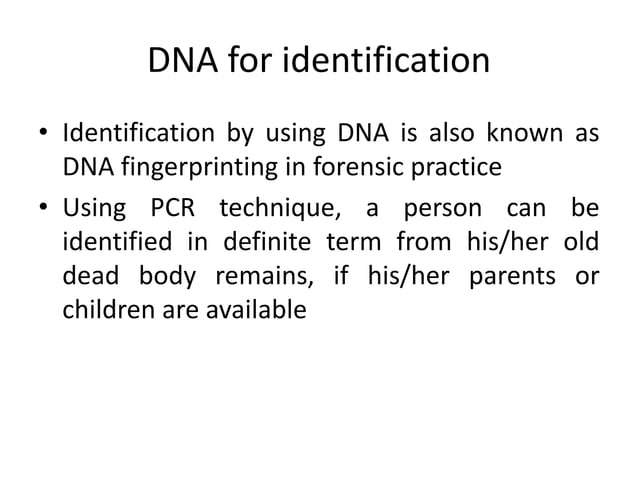 DNA for identification
• Identification by using DNA is also known as
DNA fingerprinting in forensic practice
• Using PCR technique, a person can be
identified in definite term from his/her old
dead body remains, if his/her parents or
children are available